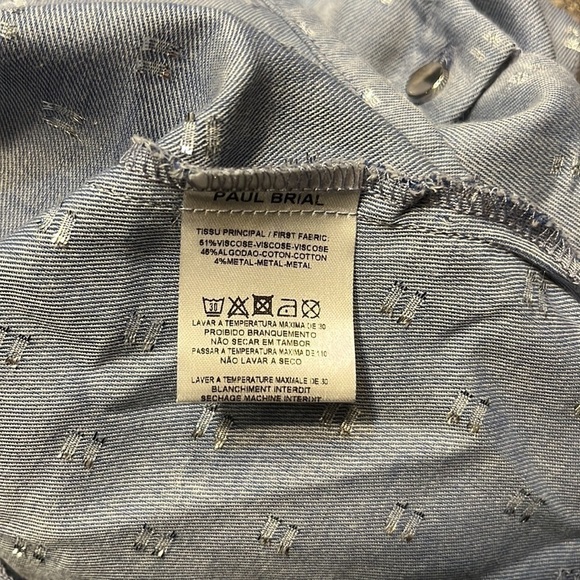 PAUL BRIAL
TISSU PRINCIPAL / FIRST FABRIC:
51%VISCOSE-VISCOSE-VISCOSE
45%ALGODAO-COTON-COTTON
4%METAL-METAL-METAL
30
LAVAR A TEMPERATURA MAXIMA DE 30
PROIBIDO BRANQUEMENTO
NÃO SECAR EM TAMBOR
PASSAR A TEMPERATURA MAXIMA DE 110
NÃO LAVAR A SECO
LAVER A TEMPERATURE MAXIMALE DE 30
BLANCHIMENT INTERDIT
SECHAGE MACHINE INTERDIT